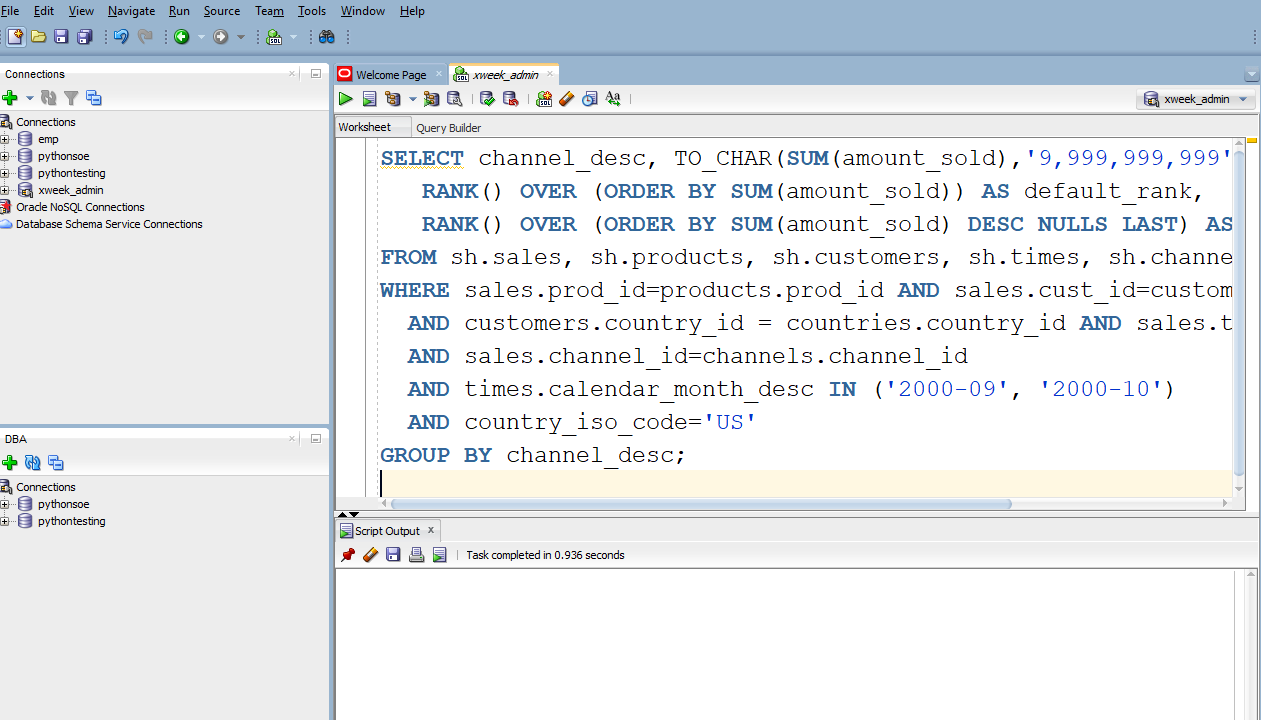 File Edit View Navigate Run Source Team Tools Window Help
Connections
Connections
emp
pythonsoe
pythontesting
xweek_admin
Oracle NoSQL Connections
Database Schema Service Connections
DBA
Connections
pythonsoe
pythontesting
Welcome Page xweek_admin
xweek_admin
Worksheet Query Builder
SELECT channel_desc, TO_CHAR(SUM(amount_sold),'9,999,999,999'
RANK() OVER (ORDER BY SUM(amount_sold)) AS default_rank,
RANK() OVER (ORDER BY SUM(amount_sold) DESC NULLS LAST) AS
FROM sh.sales, sh.products, sh.customers, sh.times, sh.channe
WHERE sales.prod_id=products.prod_id AND sales.cust_id=custom
AND customers.country_id = countries.country_id AND sales.t
AND sales.channel_id=channels.channel_id
AND times.calendar_month_desc IN ('2000-09', '2000-10')
AND country_iso_code='US'
GROUP BY channel_desc;
Script Output
Task completed in 0.936 seconds